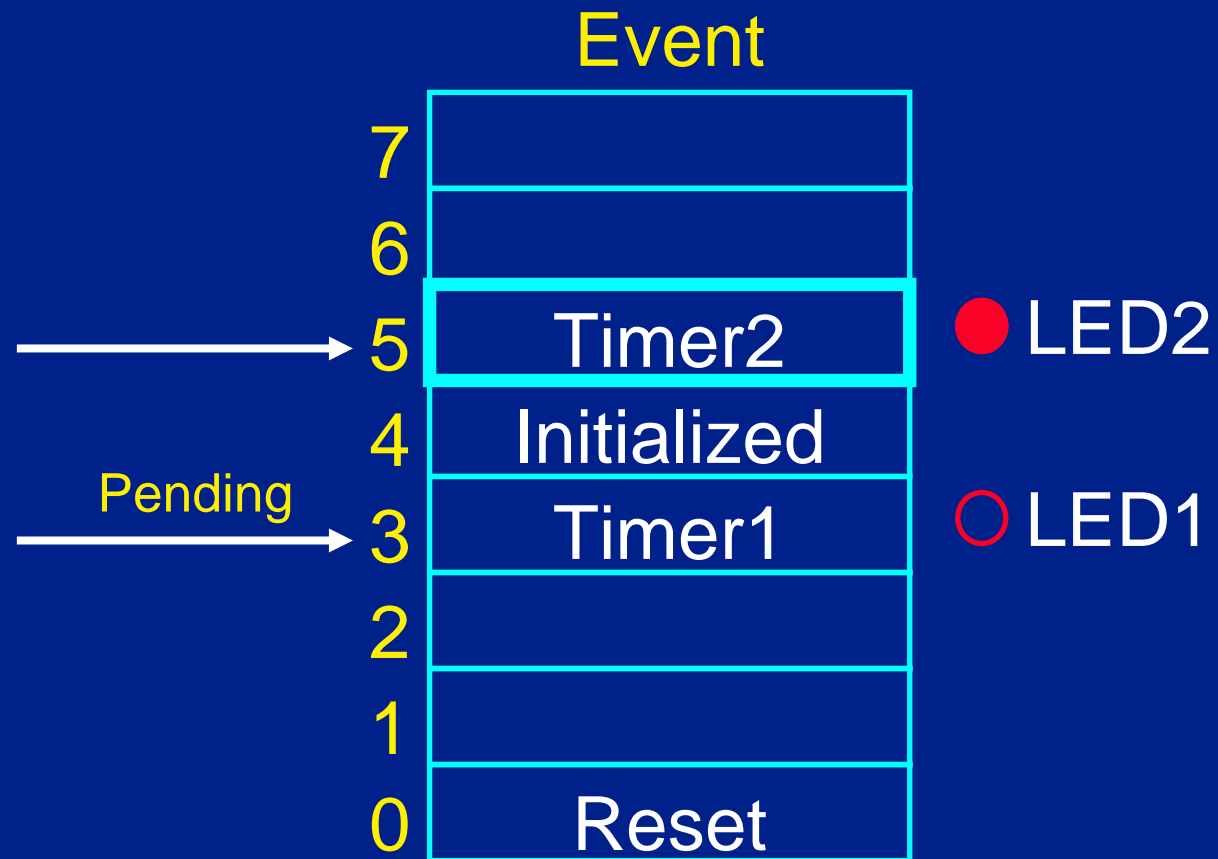 Event
7
6
5 Timer2 LED2
4 Initialized
Pending
3 Timer1 LED1
2
1
0 Reset